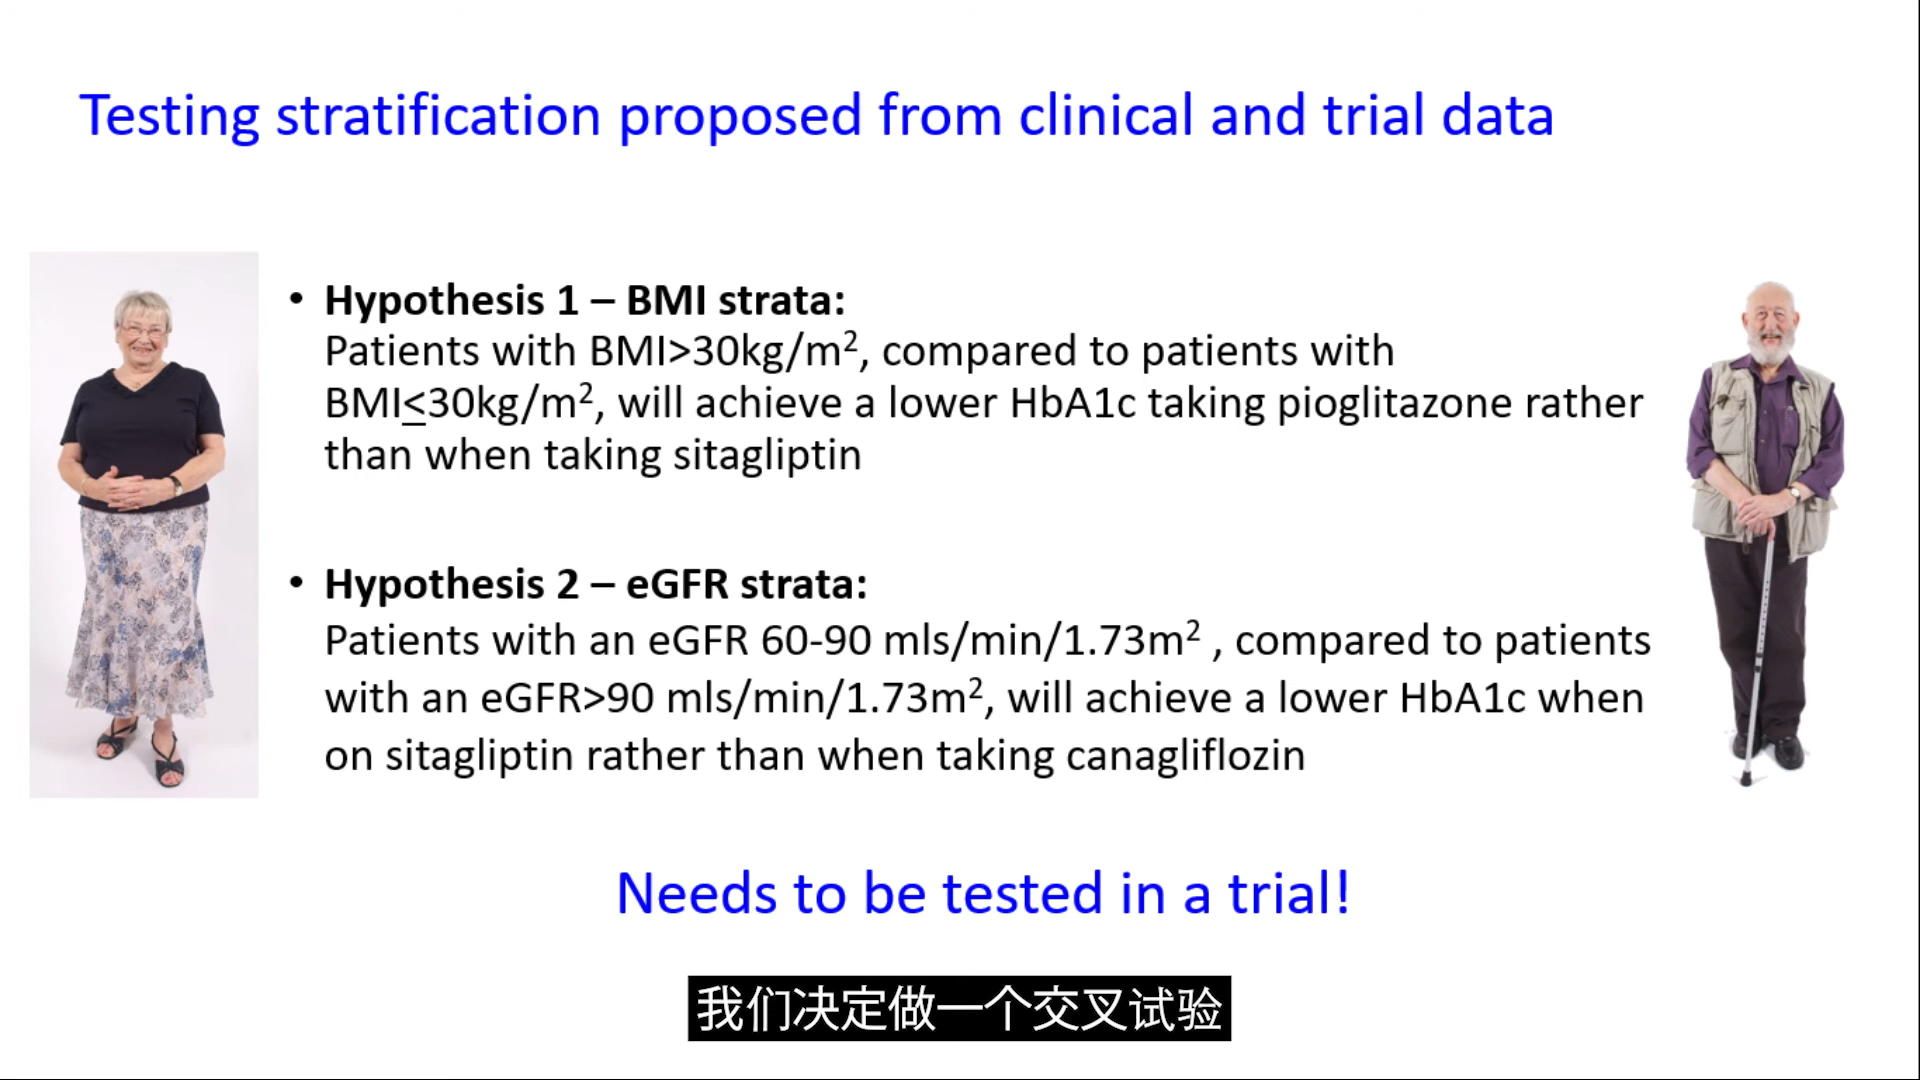 Testing stratification proposed from clinical and trial data
• Hypothesis 1 – BMI strata:
Patients with BMI>30kg/m², compared to patients with
BMI≤30kg/m², will achieve a lower HbA1c taking pioglitazone rather
than when taking sitagliptin
• Hypothesis 2 – eGFR strata:
Patients with an eGFR 60-90 mls/min/1.73m² , compared to patients
with an eGFR>90 mls/min/1.73m², will achieve a lower HbA1c when
on sitagliptin rather than when taking canagliflozin
Needs to be tested in a trial!
我们决定做一个交叉试验